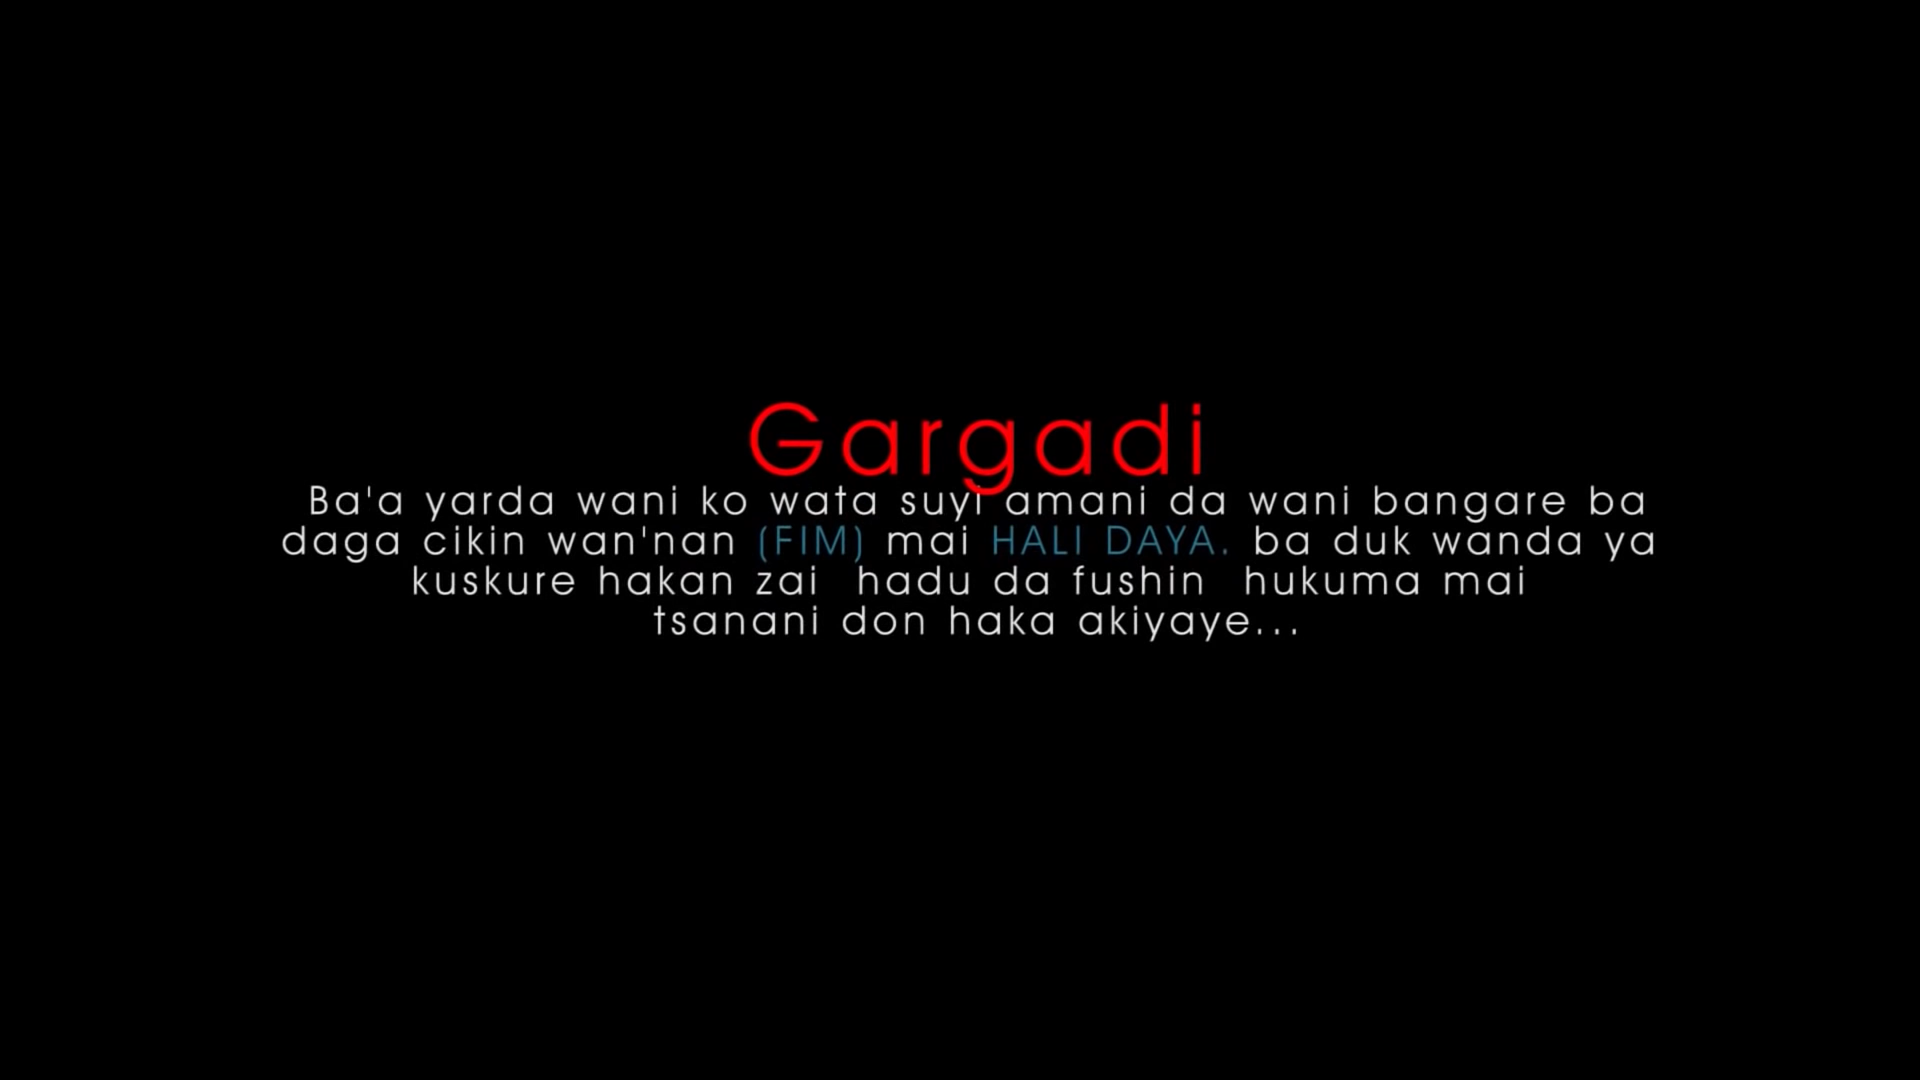 Gargadi
Ba'a yarda wani ko wata suyi amani da wani bangare ba
daga cikin wan'nan (FIM) mai HALI DAYA. ba duk wanda ya
kuskure hakan zai hadu da fushin hukuma mai
tsanani don haka akiyaye...